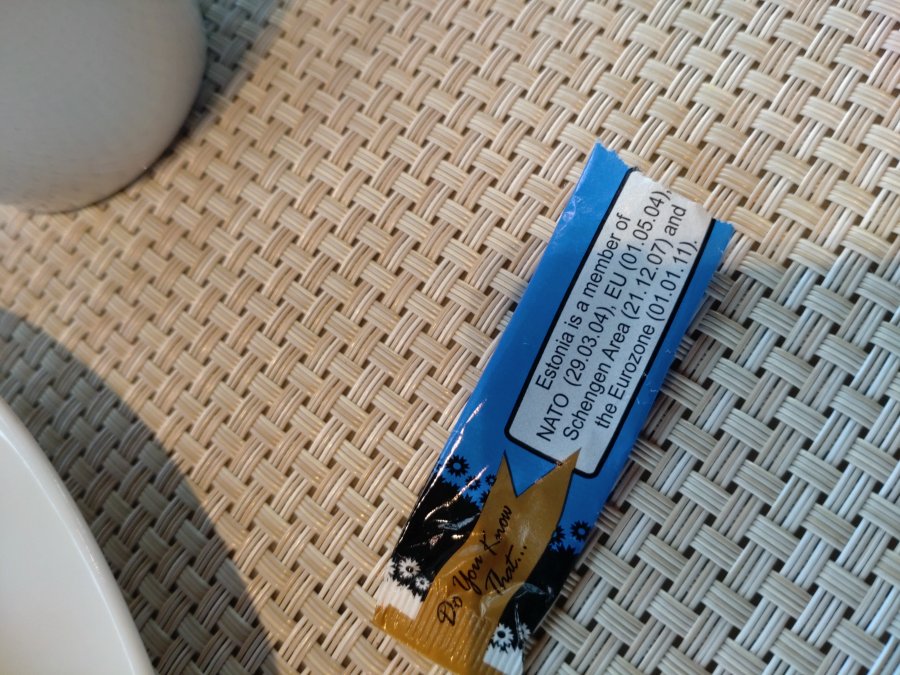 Estonia is a member of
NATO (29.03.04), EU (01.05.04),
Schengen Area (21.12.07) and
the Eurozone (01.01.11).
Do You Know
That...